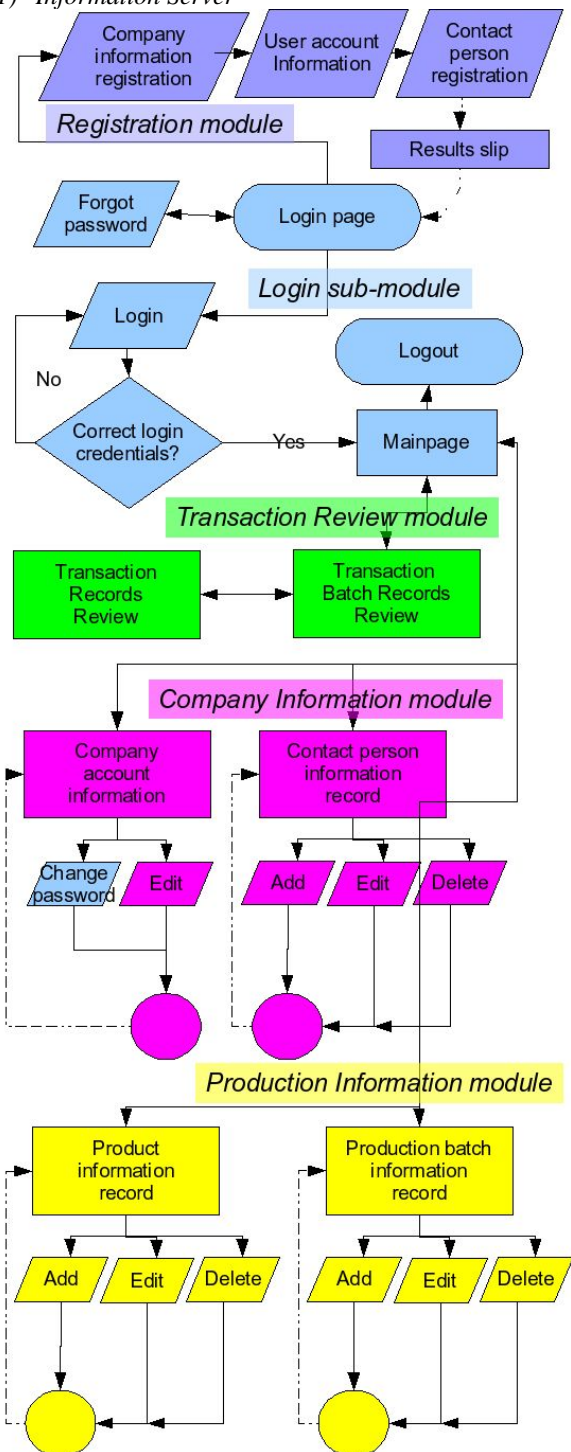 Information Server
Company
information
registration
User account
Information
Contact
person
registration
Registration module
Results slip
Forgot
password
Login page
Login sub-module
Login
Logout
No
Correct login
credentials?
Yes
Mainpage
Transaction Review module
Transaction
Records
Review
Transaction
Batch Records
Review
Company Information module
Company
account
information
Contact person
information
record
Change
password
Edit
Add
Edit
Delete
Production Information module
Product
information
record
Production batch
information
record
Add
Edit
Delete
Add
Edit
Delete